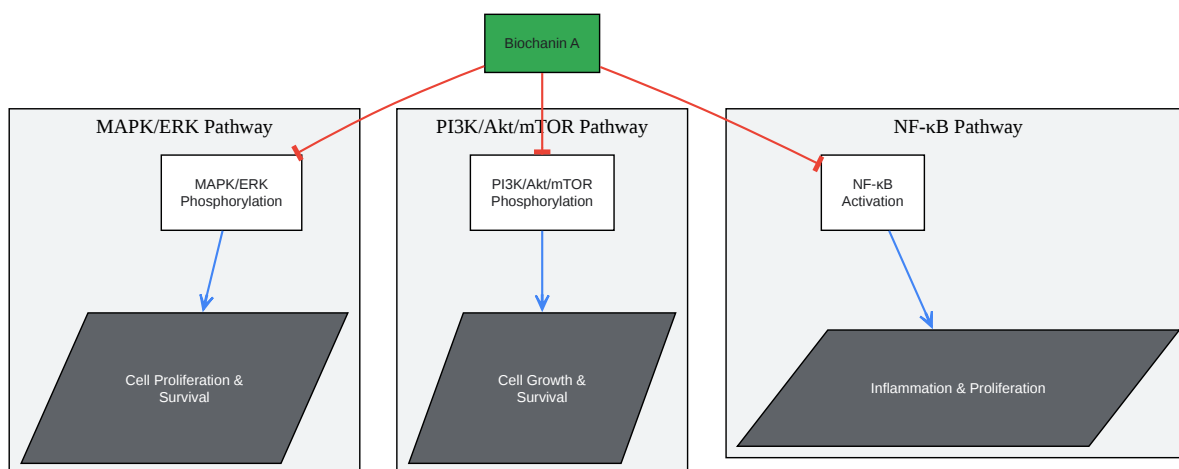 Biochanin A
MAPK/ERK Pathway
MAPK/ERK
Phosphorylation
Cell Proliferation &
Survival
PI3K/Akt/mTOR Pathway
PI3K/Akt/mTOR
Phosphorylation
Cell Growth &
Survival
NF-κB Pathway
NF-κB
Activation
Inflammation & Proliferation